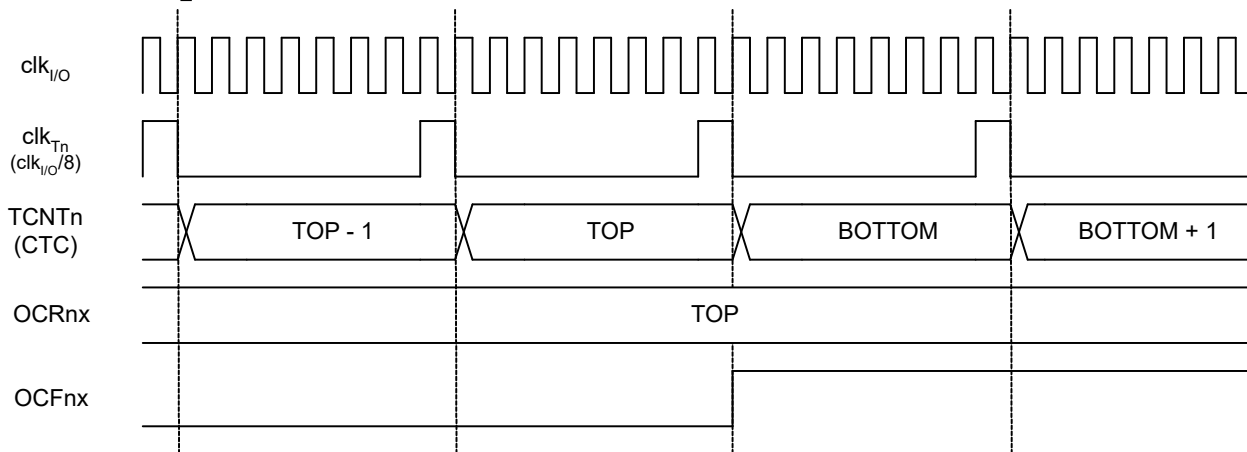 clkI/O
clkTn
(clkI/O/8)
TCNTn
(CTC)
TOP - 1
TOP
BOTTOM
BOTTOM + 1
OCRnx
TOP
OCFnx